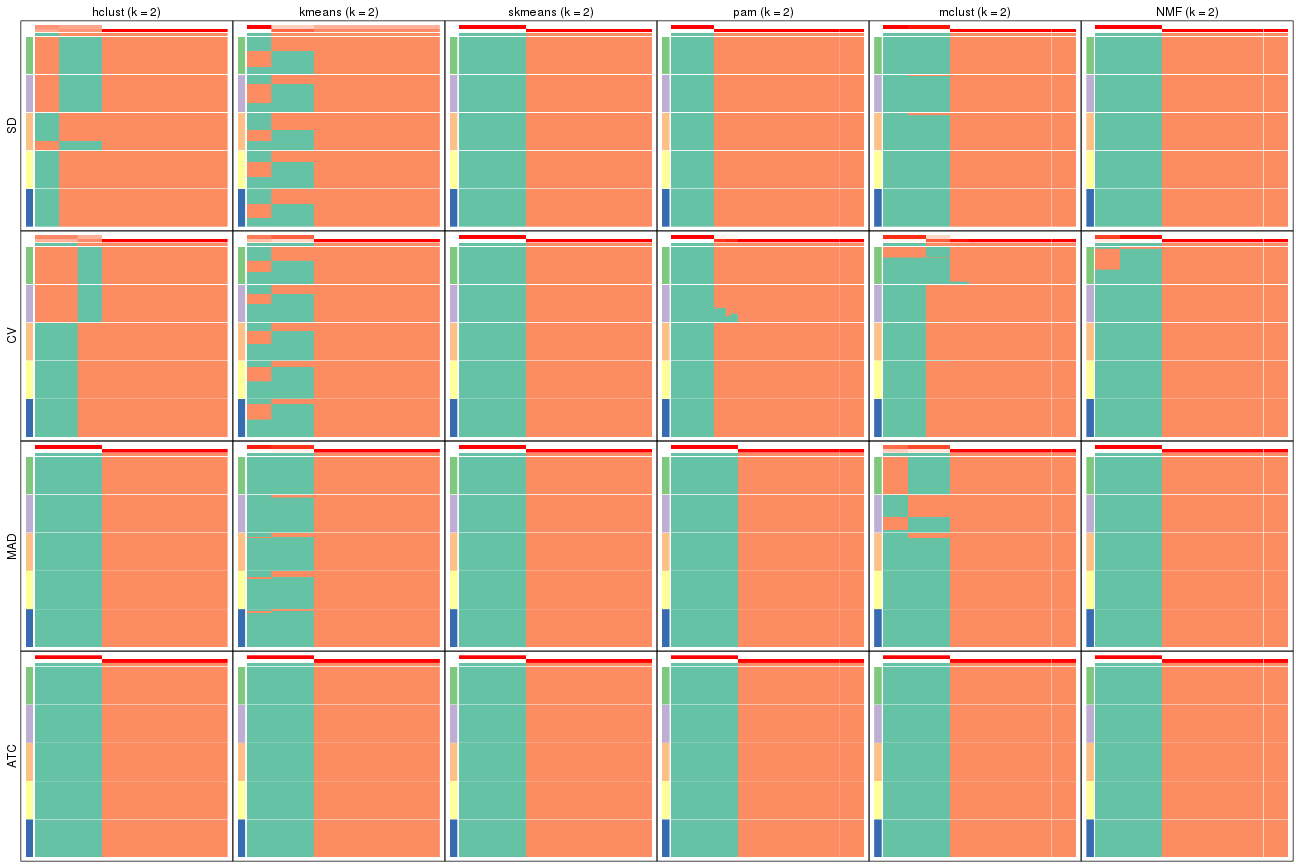 hclust (k = 2)
kmeans (k = 2)
skmeans (k = 2)
pam (k = 2)
mclust (k = 2)
NMF (k = 2)
SD
CV
MAD
ATC